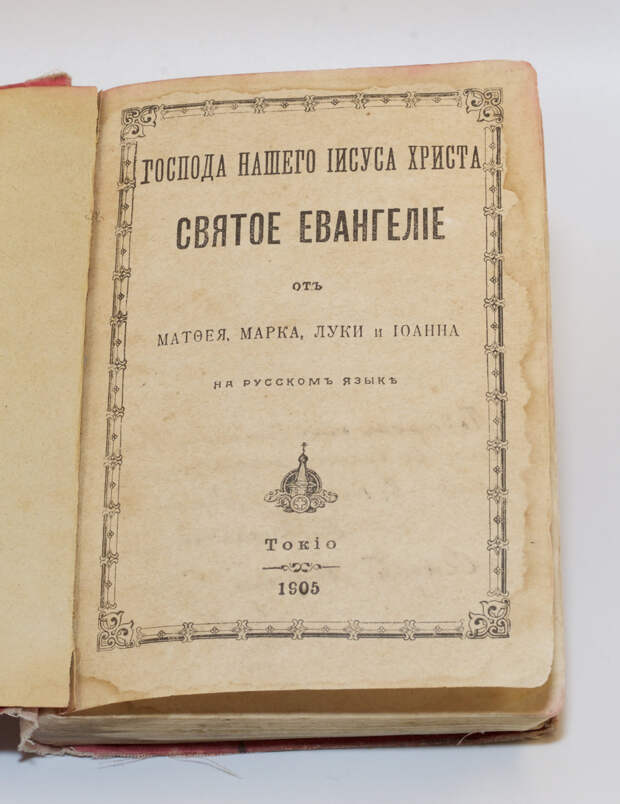 ГОСПОДА НАШЕГО ІИСУСА ХРИСТА
СВЯТОЕ ЕВАНГЕЛІЕ
ОТЪ
МАТѲЕЯ, МАРКА, ЛУКИ и ІОАННА
НА РУССКОМЪ ЯЗЫКѢ
Токіо
1905